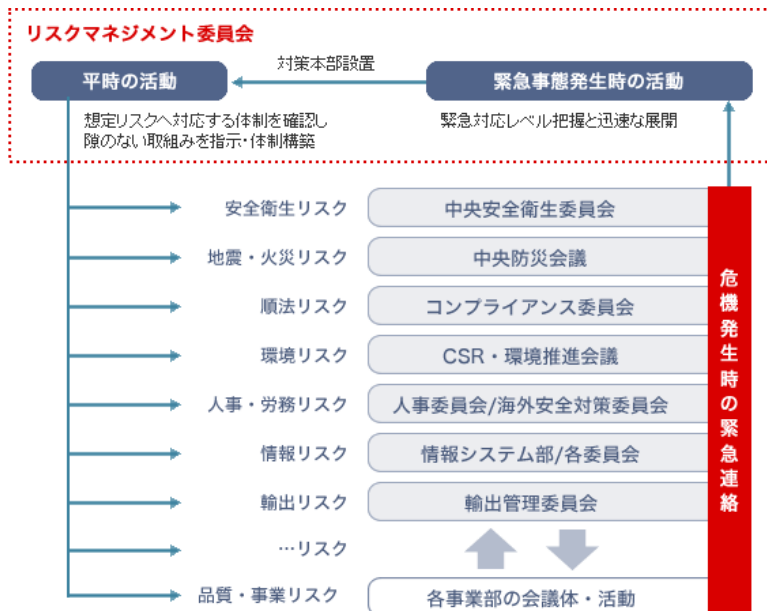 リスクマネジメント委員会
対策本部設置
平時の活動
緊急事態発生時の活動
想定リスクへ対応する体制を確認し
隙のない取組みを指示・体制構築
緊急対応レベル把握と迅速な展開
安全衛生リスク
中央安全衛生委員会
地震・火災リスク
中央防災会議
順法リスク
コンプライアンス委員会
環境リスク
CSR・環境推進会議
人事・労務リスク
人事委員会/海外安全対策委員会
情報リスク
情報システム部/各委員会
輸出リスク
輸出管理委員会
…リスク
品質・事業リスク
各事業部の会議体・活動
危機発生時の緊急連絡